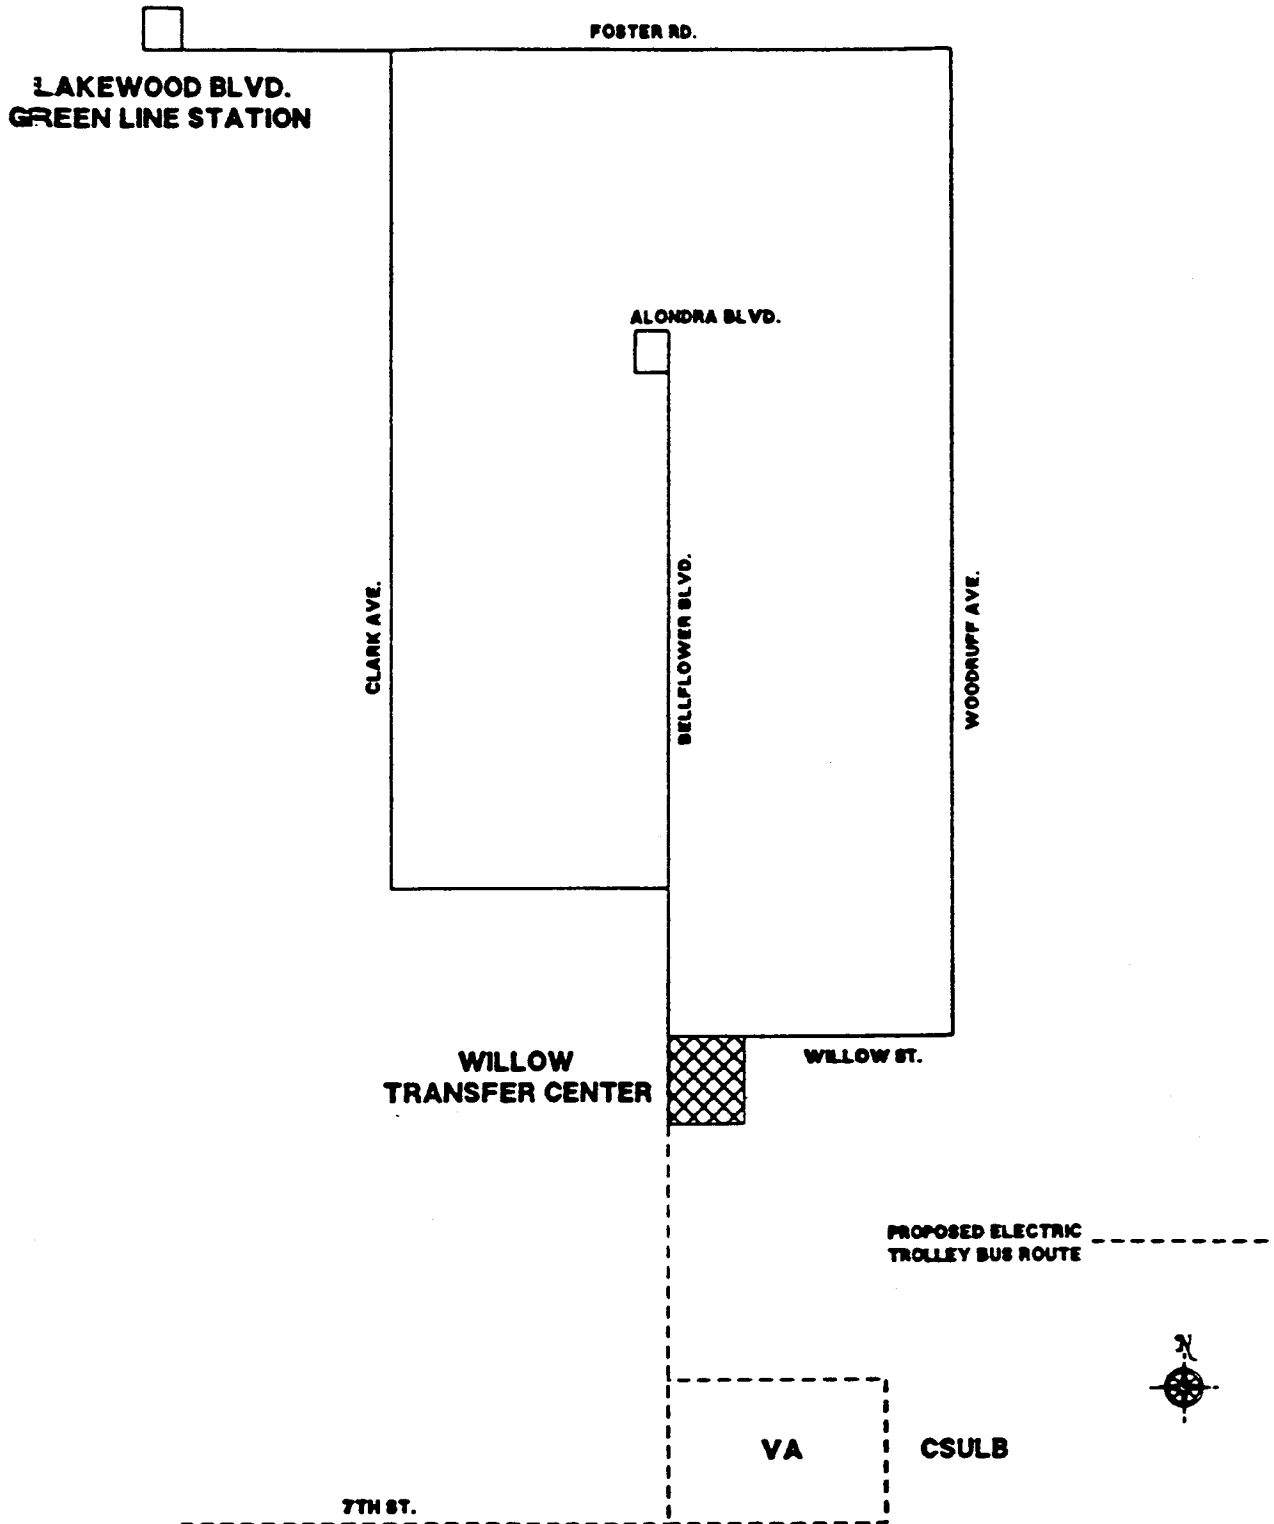 FOSTER RD.
LAKEWOOD BLVD.
GREEN LINE STATION
ALONDRA BLVD.
CLARK AVE.
BELLFLOWER BLVD.
WOODRUFF AVE.
WILLOW
TRANSFER CENTER
WILLOW ST.
PROPOSED ELECTRIC
TROLLEY BUS ROUTE
N
VA
CSULB
7TH ST.